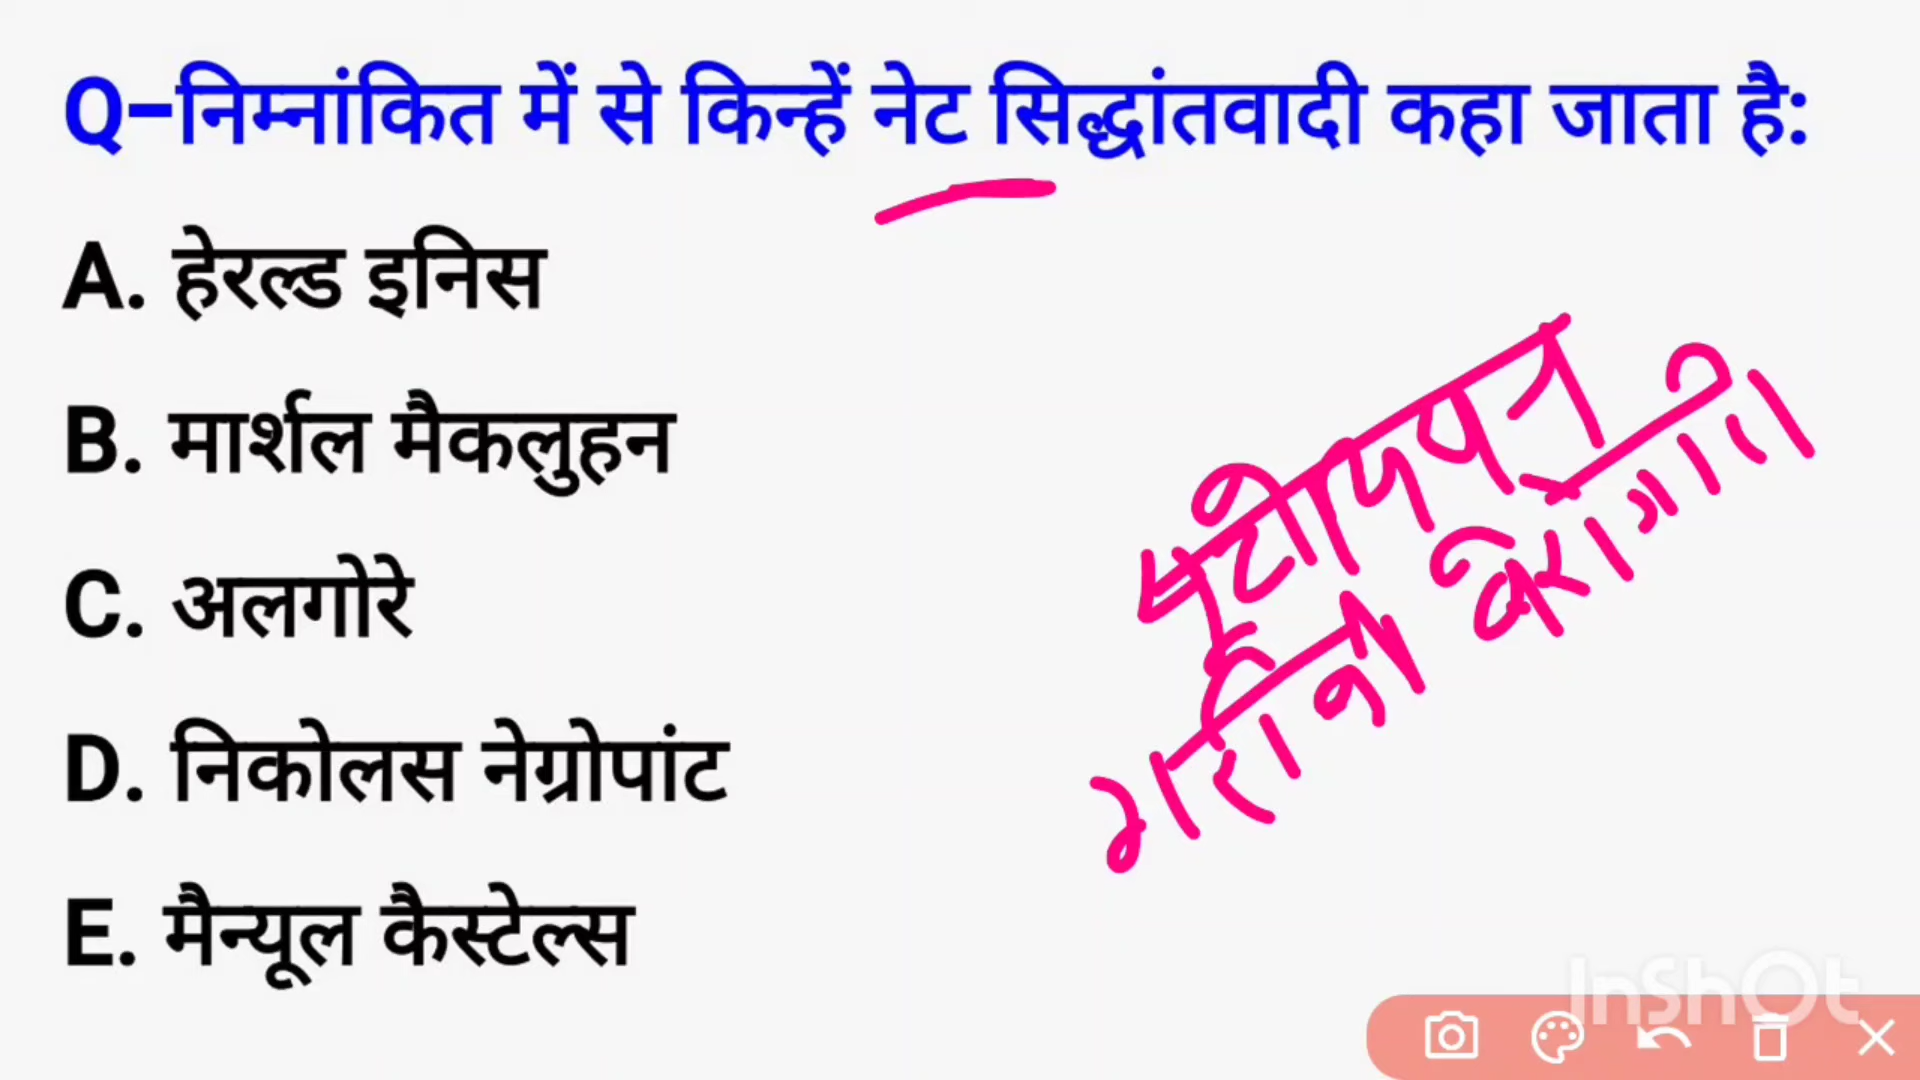 Q–निम्नांकित में से किन्हें नेट सिद्धांतवादी कहा जाता है:
A. हेरल्ड इनिस
B. मार्शल मैकलुहन
C. अलगोरे
D. निकोलस नेग्रोपांट
E. मैन्यूल कैस्टेल्स
InShOt